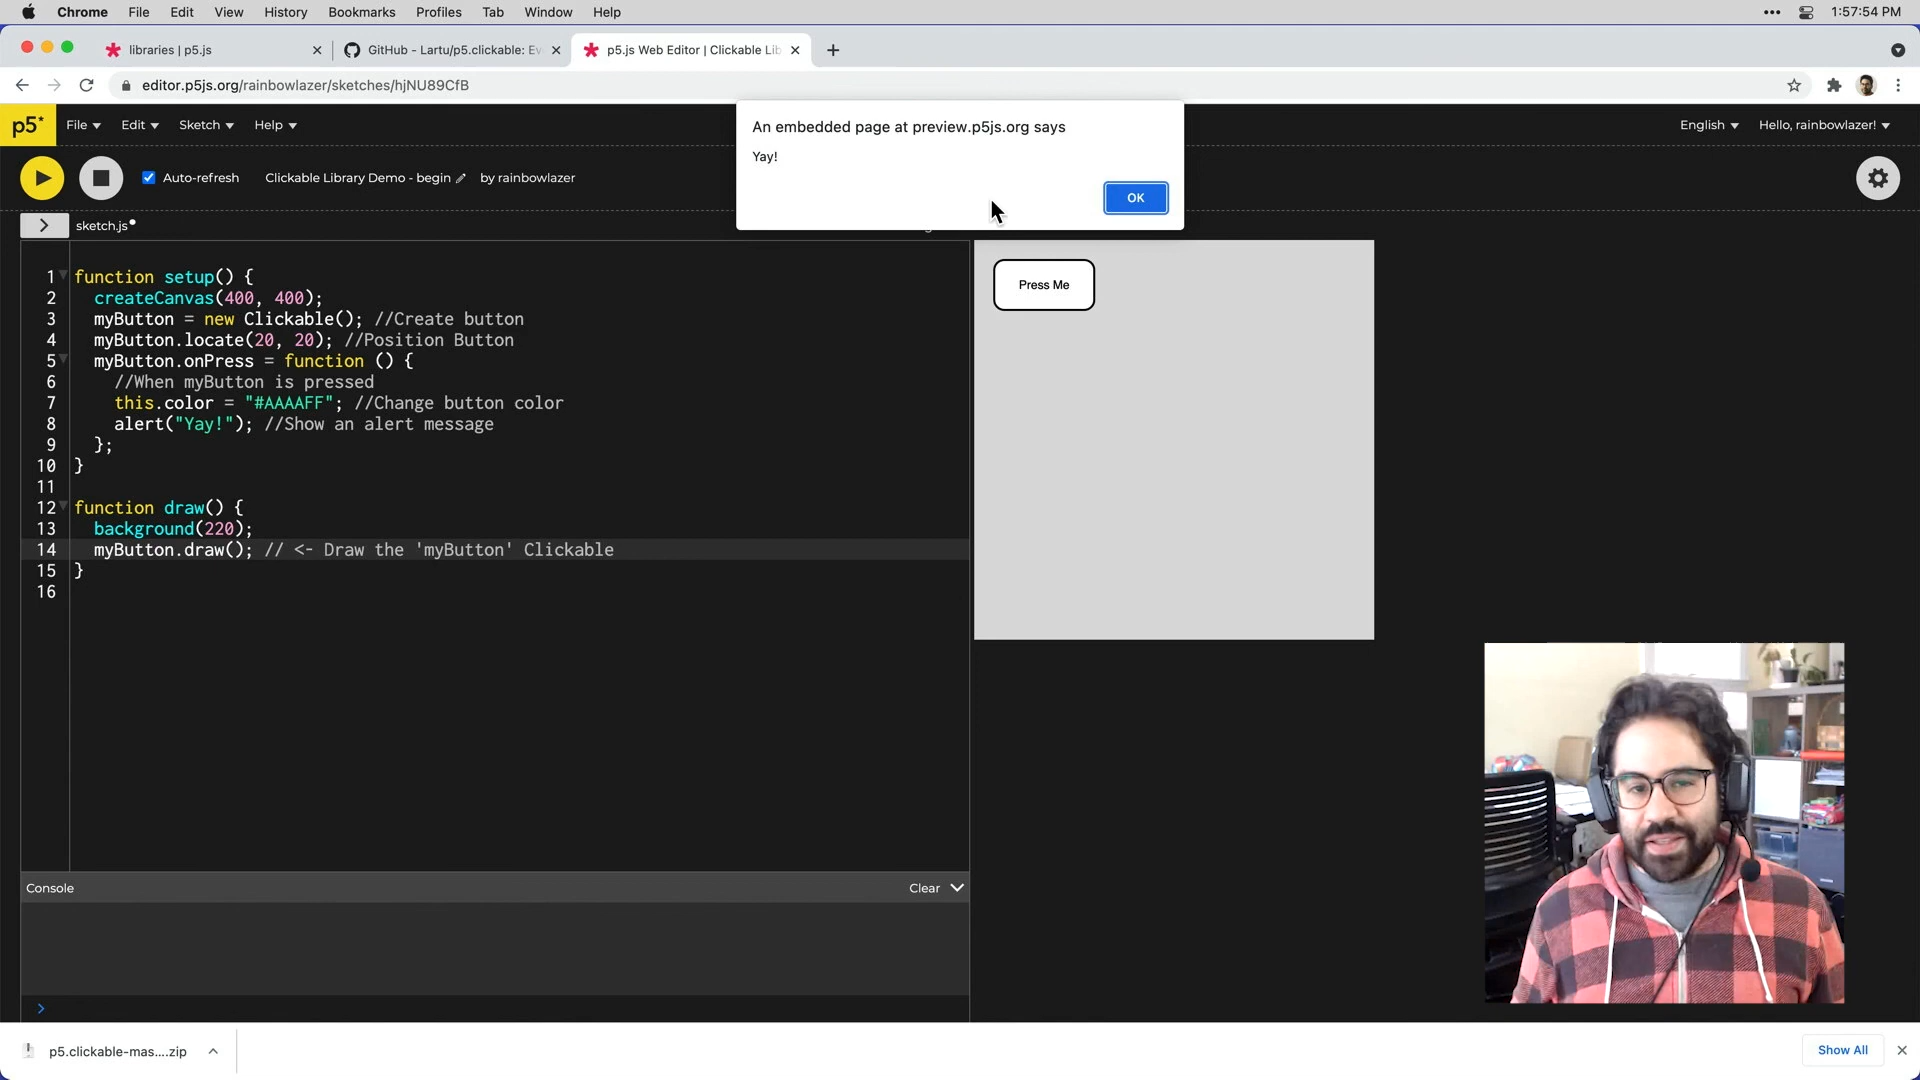 Chrome File Edit View History Bookmarks Profiles Tab Window Help 1:57:54 PM
libraries | p5.js
GitHub - Lartu/p5.clickable: Ev
p5.js Web Editor | Clickable Lib
editor.p5js.org/rainbowlazer/sketches/hjNU89CfB
p5* File Edit Sketch Help English Hello, rainbowlazer!
An embedded page at preview.p5js.org says
Yay!
OK
Auto-refresh Clickable Library Demo - begin by rainbowlazer
sketch.js
1 function setup() {
2 createCanvas(400, 400);
3 myButton = new Clickable(); //Create button
4 myButton.locate(20, 20); //Position Button
5 myButton.onPress = function () {
6 //When myButton is pressed
7 this.color = "#AAAAFF"; //Change button color
8 alert("Yay!"); //Show an alert message
9 };
10 }
11
12 function draw() {
13 background(220);
14 myButton.draw(); // <- Draw the 'myButton' Clickable
15 }
16
Press Me
Console Clear
>
p5.clickable-mas....zip
Show All